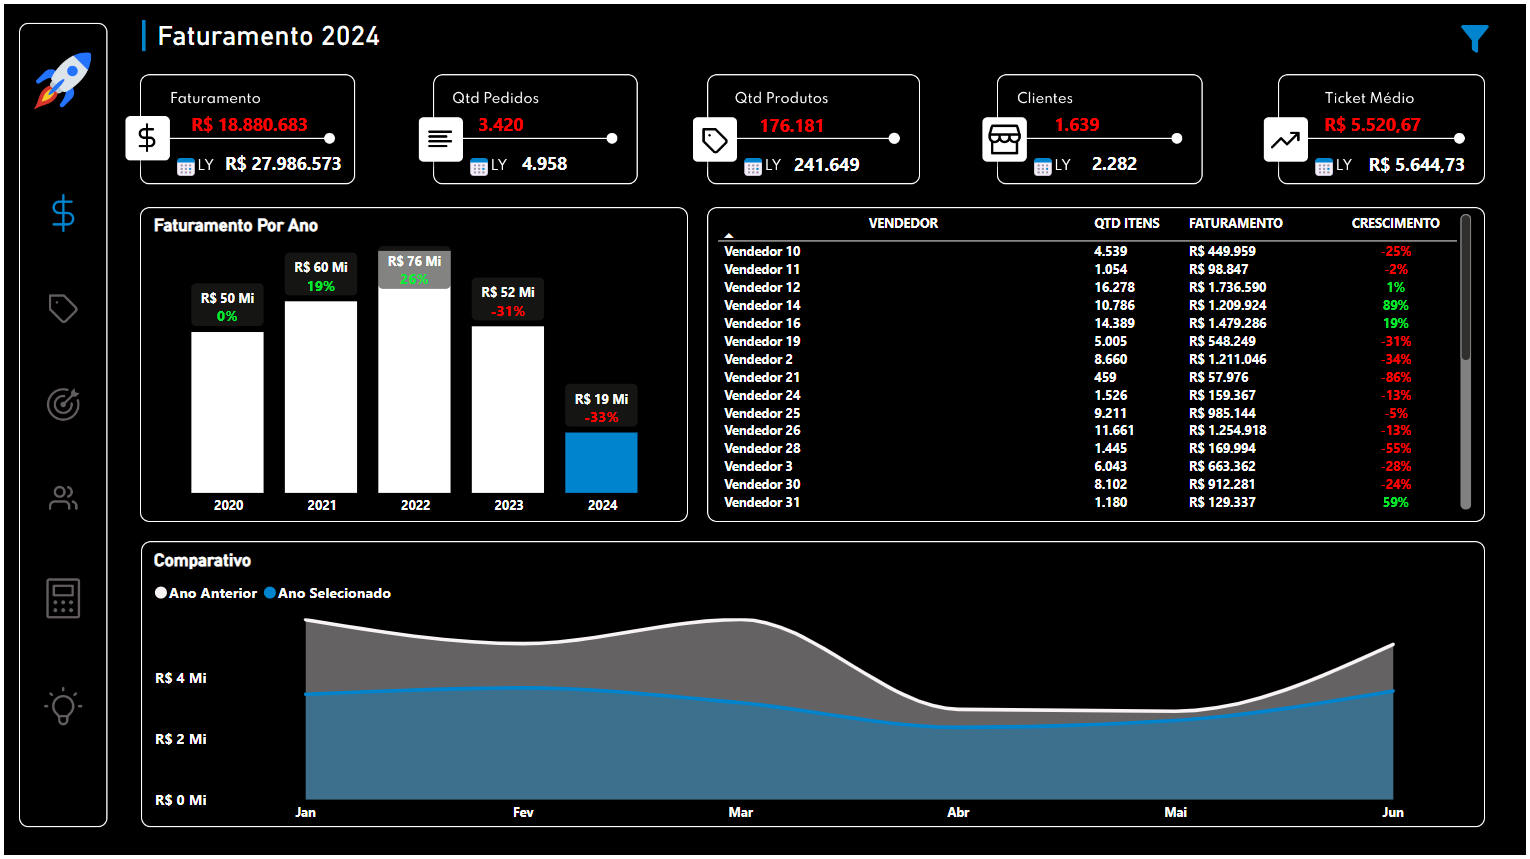 Faturamento 2024
Faturamento
R$ 18.880.683
LY R$ 27.986.573
Qtd Pedidos
3.420
LY 4.958
Qtd Produtos
176.181
LY 241.649
Clientes
1.639
LY 2.282
Ticket Médio
R$ 5.520,67
LY R$ 5.644,73
Faturamento Por Ano
R$ 50 Mi
0%
R$ 60 Mi
19%
R$ 76 Mi
26%
R$ 52 Mi
-31%
R$ 19 Mi
-33%
2020 2021 2022 2023 2024
VENDEDOR QTD ITENS FATURAMENTO CRESCIMENTO
Vendedor 10 4.539 R$ 449.959 -25%
Vendedor 11 1.054 R$ 98.847 -2%
Vendedor 12 16.278 R$ 1.736.590 1%
Vendedor 14 10.786 R$ 1.209.924 89%
Vendedor 16 14.389 R$ 1.479.286 19%
Vendedor 19 5.005 R$ 548.249 -31%
Vendedor 2 8.660 R$ 1.211.046 -34%
Vendedor 21 459 R$ 57.976 -86%
Vendedor 24 1.526 R$ 159.367 -13%
Vendedor 25 9.211 R$ 985.144 -5%
Vendedor 26 11.661 R$ 1.254.918 -13%
Vendedor 28 1.445 R$ 169.994 -55%
Vendedor 3 6.043 R$ 663.362 -28%
Vendedor 30 8.102 R$ 912.281 -24%
Vendedor 31 1.180 R$ 129.337 59%
Comparativo
Ano Anterior Ano Selecionado
R$ 4 Mi
R$ 2 Mi
R$ 0 Mi
Jan Fev Mar Abr Mai Jun